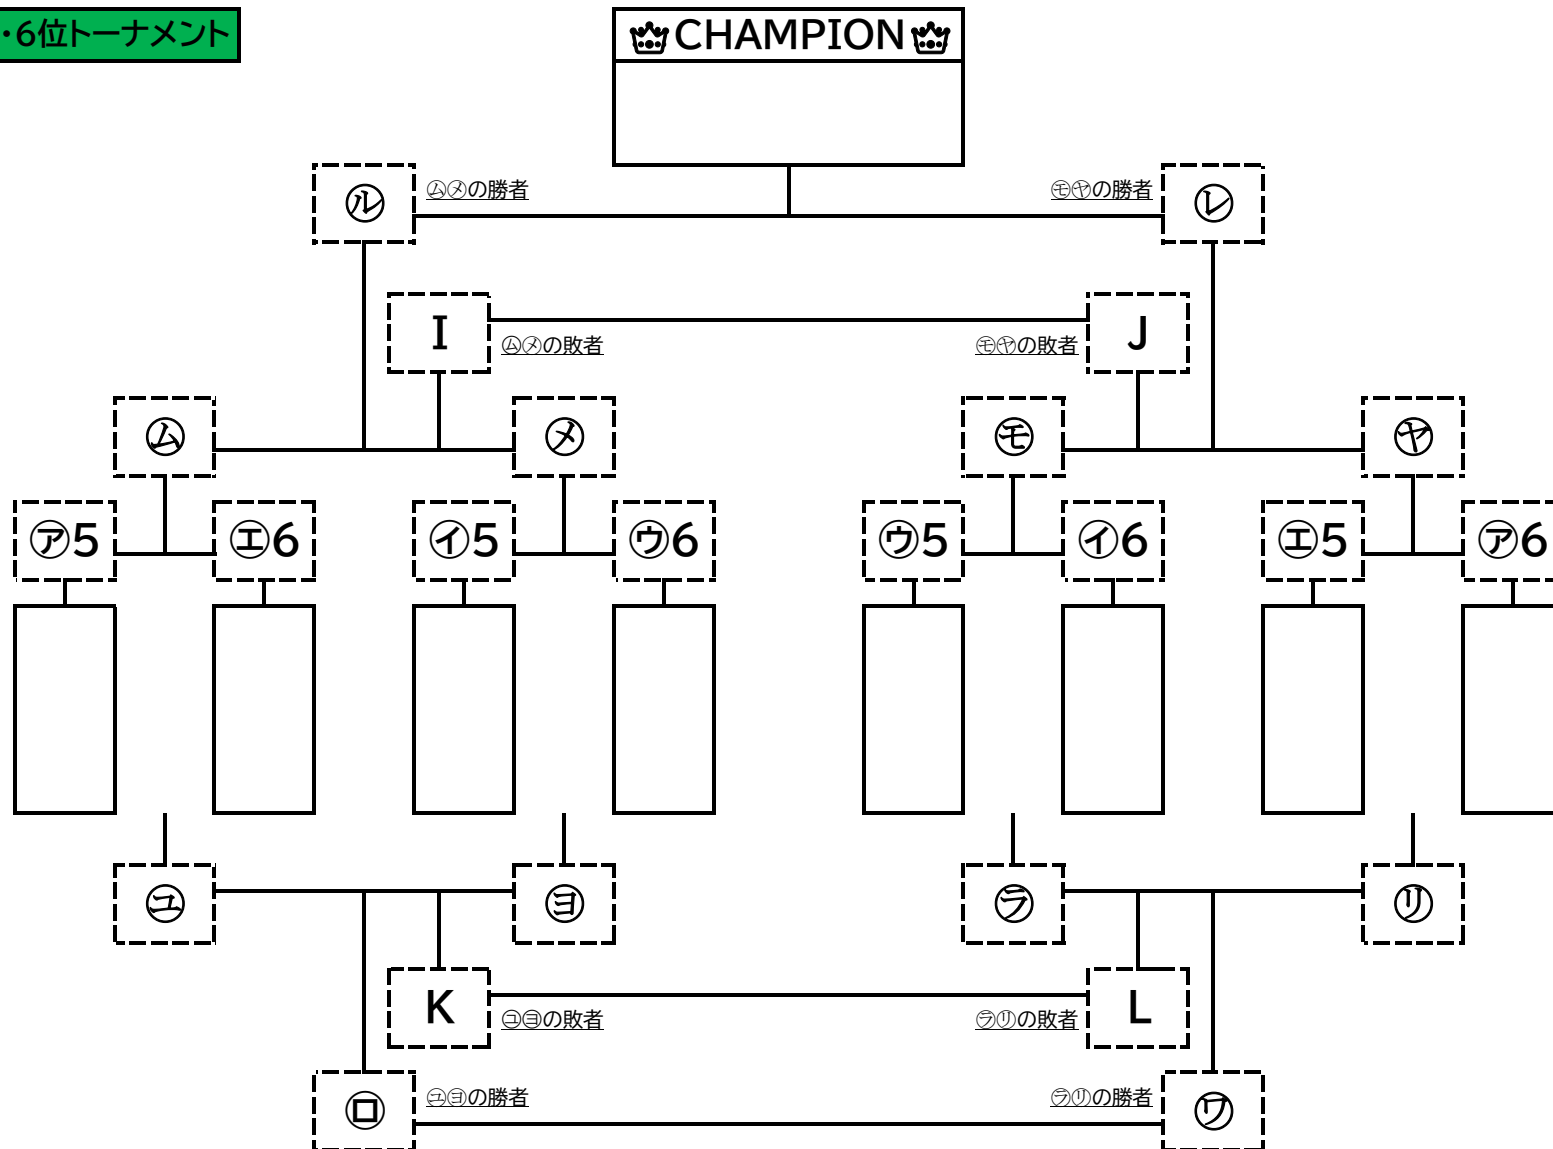 ・6位トーナメント
CHAMPION
㋸ ㋰㋱の勝者 ㋲㋳の勝者 ㋹
I ㋰㋱の敗者 ㋲㋳の敗者 J
㋰ ㋱ ㋲ ㋳
㋐5 ㋓6 ㋑5 ㋒6 ㋒5 ㋑6 ㋓5 ㋐6
㋴ ㋵ ㋶ ㋷
K ㋴㋵の敗者 ㋶㋷の敗者 L
㋺ ㋴㋵の勝者 ㋶㋷の勝者 ㋻